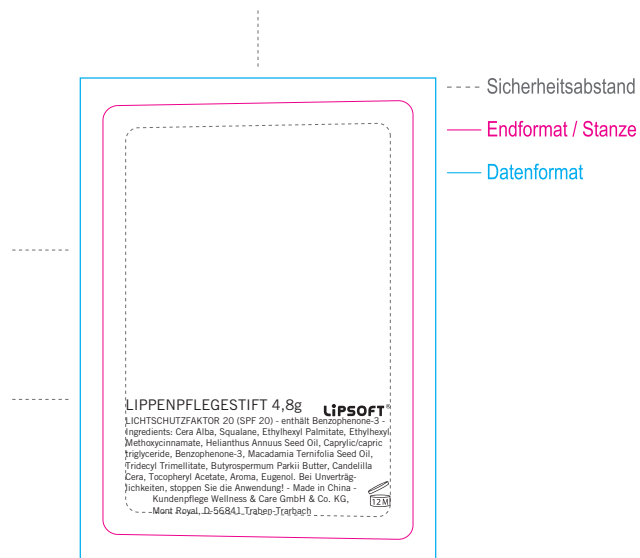 Sicherheitsabstand
Endformat / Stanze
Datenformat
LIPPENPFLEGESTIFT 4,8g LiPSOFT®
LICHTSCHUTZFAKTOR 20 (SPF 20) - enthält Benzophenone-3 -
Ingredients: Cera Alba, Squalane, Ethylhexyl Palmitate, Ethylhexyl
Methoxycinnamate, Helianthus Annuus Seed Oil, Caprylic/capric
triglyceride, Benzophenone-3, Macadamia Ternifolia Seed Oil,
Tridecyl Trimellitate, Butyrospermum Parkii Butter, Candelilla
Cera, Tocopheryl Acetate, Aroma, Eugenol. Bei Unverträg-
lichkeiten, stoppen Sie die Anwendung! - Made in China -
Kundenpflege Wellness & Care GmbH & Co. KG,
Mont Royal, D-56841 Traben-Trarbach
12M